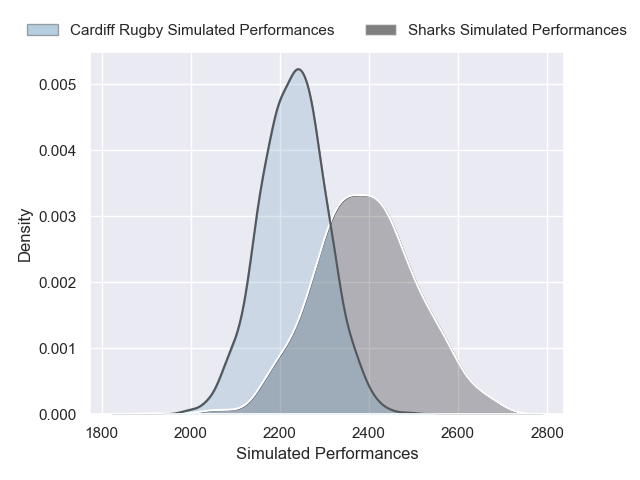 Cardiff Rugby Simulated Performances Sharks Simulated Performances
0.005
0.004
0.003
0.002
0.001
0.000
Density
1800 2000 2200 2400 2600 2800
Simulated Performances